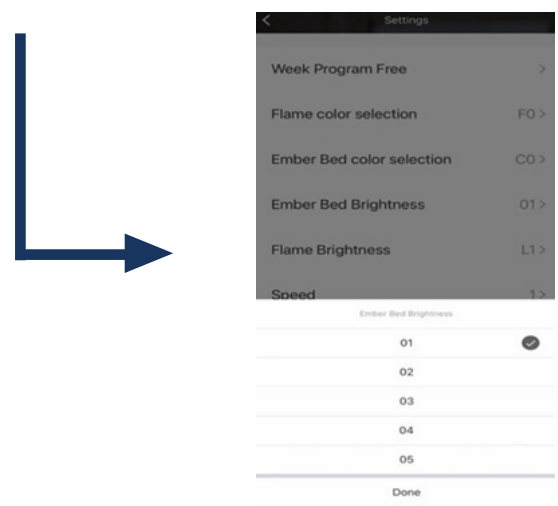 Settings
Week Program Free >
Flame color selection F0 >
Ember Bed color selection C0 >
Ember Bed Brightness 01 >
Flame Brightness L1 >
Speed 1 >
Ember Bed Brightness
01
02
03
04
05
Done